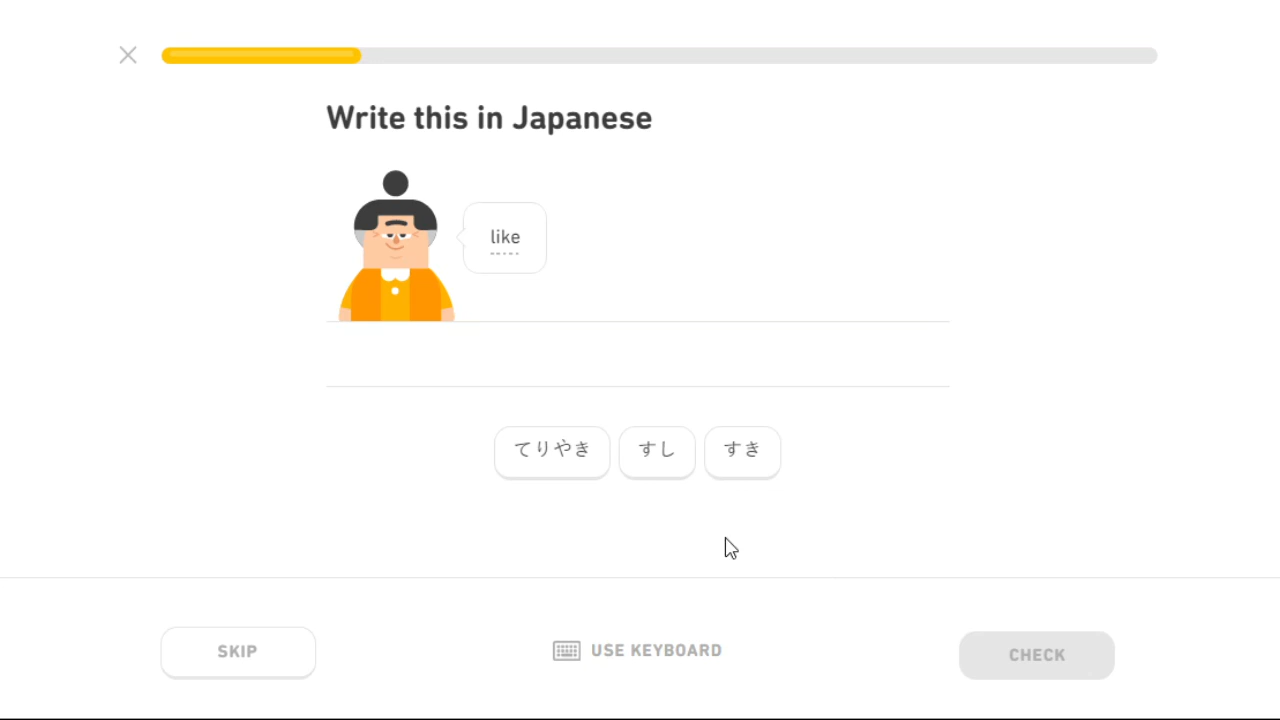 Write this in Japanese
like
てりやき すし すき
SKIP USE KEYBOARD CHECK